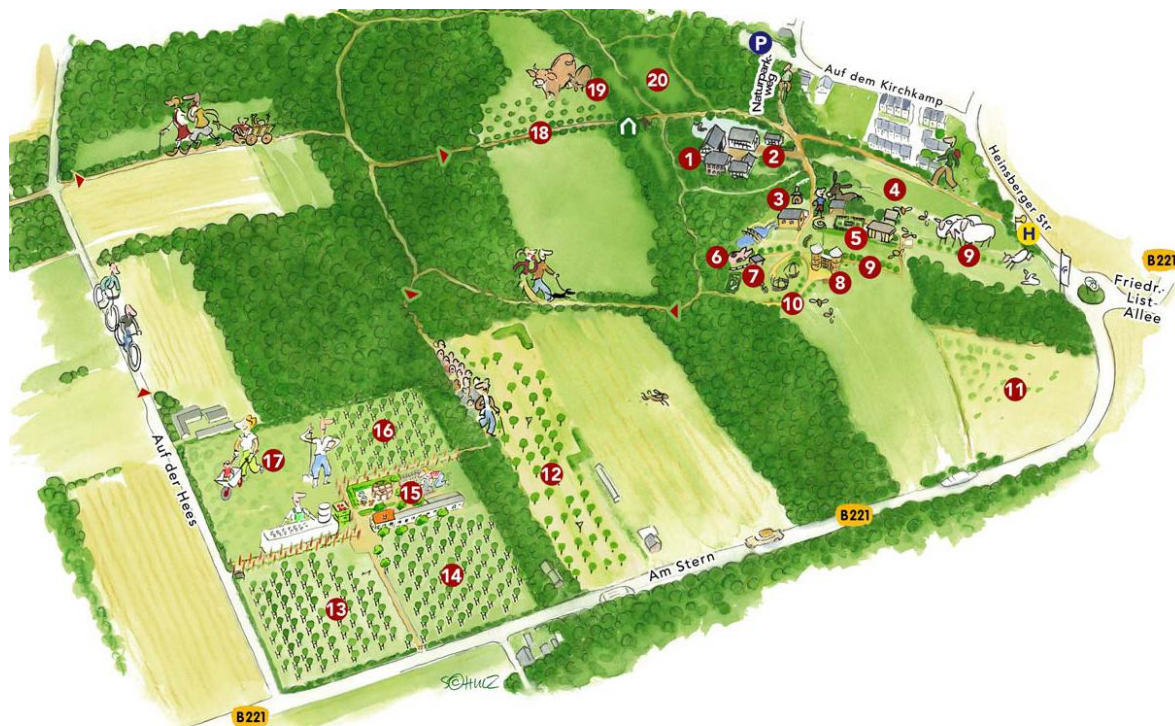 P
Naturpark-
weg
Auf dem Kirchkamp
Heinsberger Str
20
19
18
1
2
3
4
5
H
B221
Friedr.-
List-
Allee
6
7
8
9
9
10
11
12
16
17
15
14
13
Auf der Hees
Am Stern
B221
B221
SCHULZ